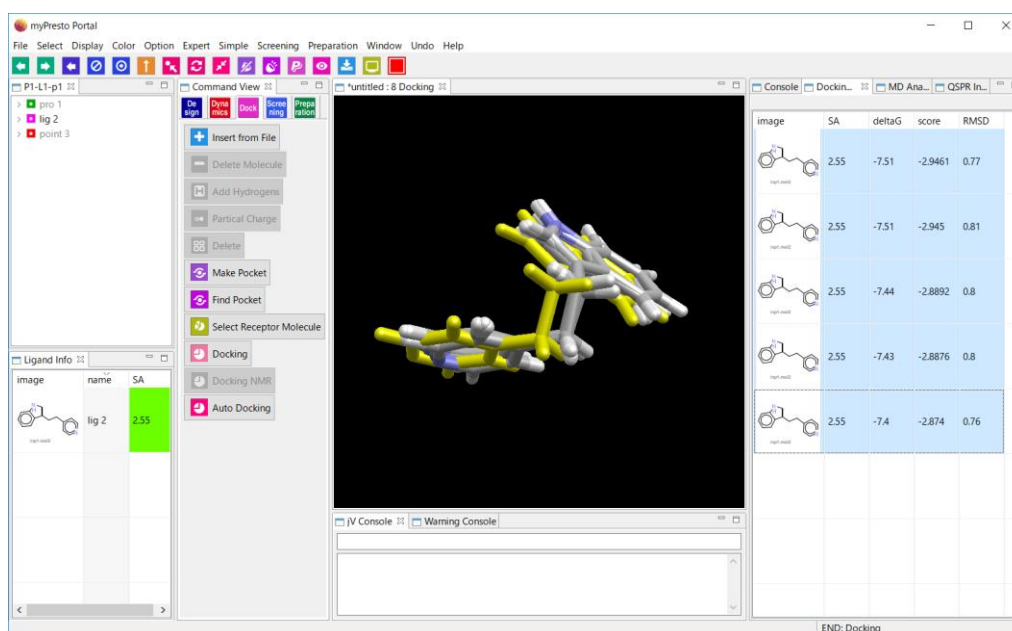 myPresto Portal
File Select Display Color Option Expert Simple Screening Preparation Window Undo Help
P1-L1-p1
pro 1
lig 2
point 3
Ligand Info
image name SA
lig 2 2.55
Command View
De sign Dyna mics Dock Scree ning Prepa ration
Insert from File
Delete Molecule
Add Hydrogens
Partical Charge
Delete
Make Pocket
Find Pocket
Select Receptor Molecule
Docking
Docking NMR
Auto Docking
*untitled : 8 Docking
jV Console Warning Console
Console Dockin... MD Ana... QSPR In...
image SA deltaG score RMSD
2.55 -7.51 -2.9461 0.77
2.55 -7.51 -2.945 0.81
2.55 -7.44 -2.8892 0.8
2.55 -7.43 -2.8876 0.8
2.55 -7.4 -2.874 0.76
END: Docking